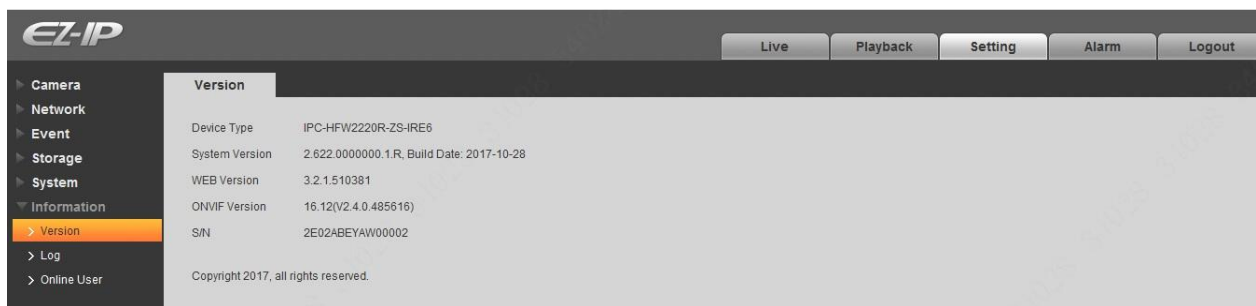 EZ-IP
Live Playback Setting Alarm Logout
Camera
Network
Event
Storage
System
Information
Version
Log
Online User
Version
Device Type IPC-HFW2220R-ZS-IRE6
System Version 2.622.0000000.1.R, Build Date: 2017-10-28
WEB Version 3.2.1.510381
ONVIF Version 16.12(V2.4.0.485616)
S/N 2E02ABEYAW00002
Copyright 2017, all rights reserved.